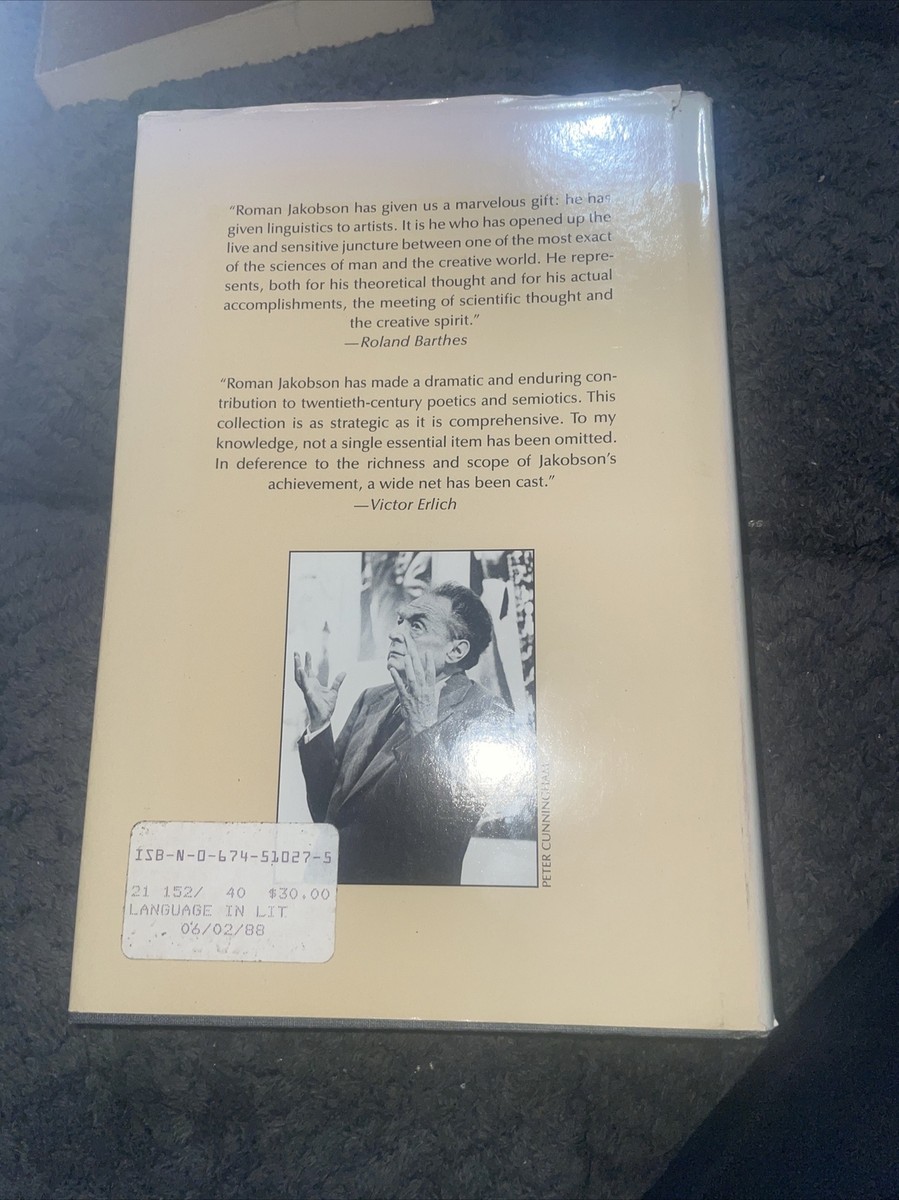 “Roman Jakobson has given us a marvelous gift: he has
given linguistics to artists. It is he who has opened up the
live and sensitive juncture between one of the most exact
of the sciences of man and the creative world. He repre-
sents, both for his theoretical thought and for his actual
accomplishments, the meeting of scientific thought and
the creative spirit.”
—Roland Barthes
“Roman Jakobson has made a dramatic and enduring con-
tribution to twentieth-century poetics and semiotics. This
collection is as strategic as it is comprehensive. To my
knowledge, not a single essential item has been omitted.
In deference to the richness and scope of Jakobson’s
achievement, a wide net has been cast.”
—Victor Erlich
PETER CUNNINGHAM
ISB-N-0-674-51027-5
21 152/ 40 $30.00
LANGUAGE IN LIT
06/02/88